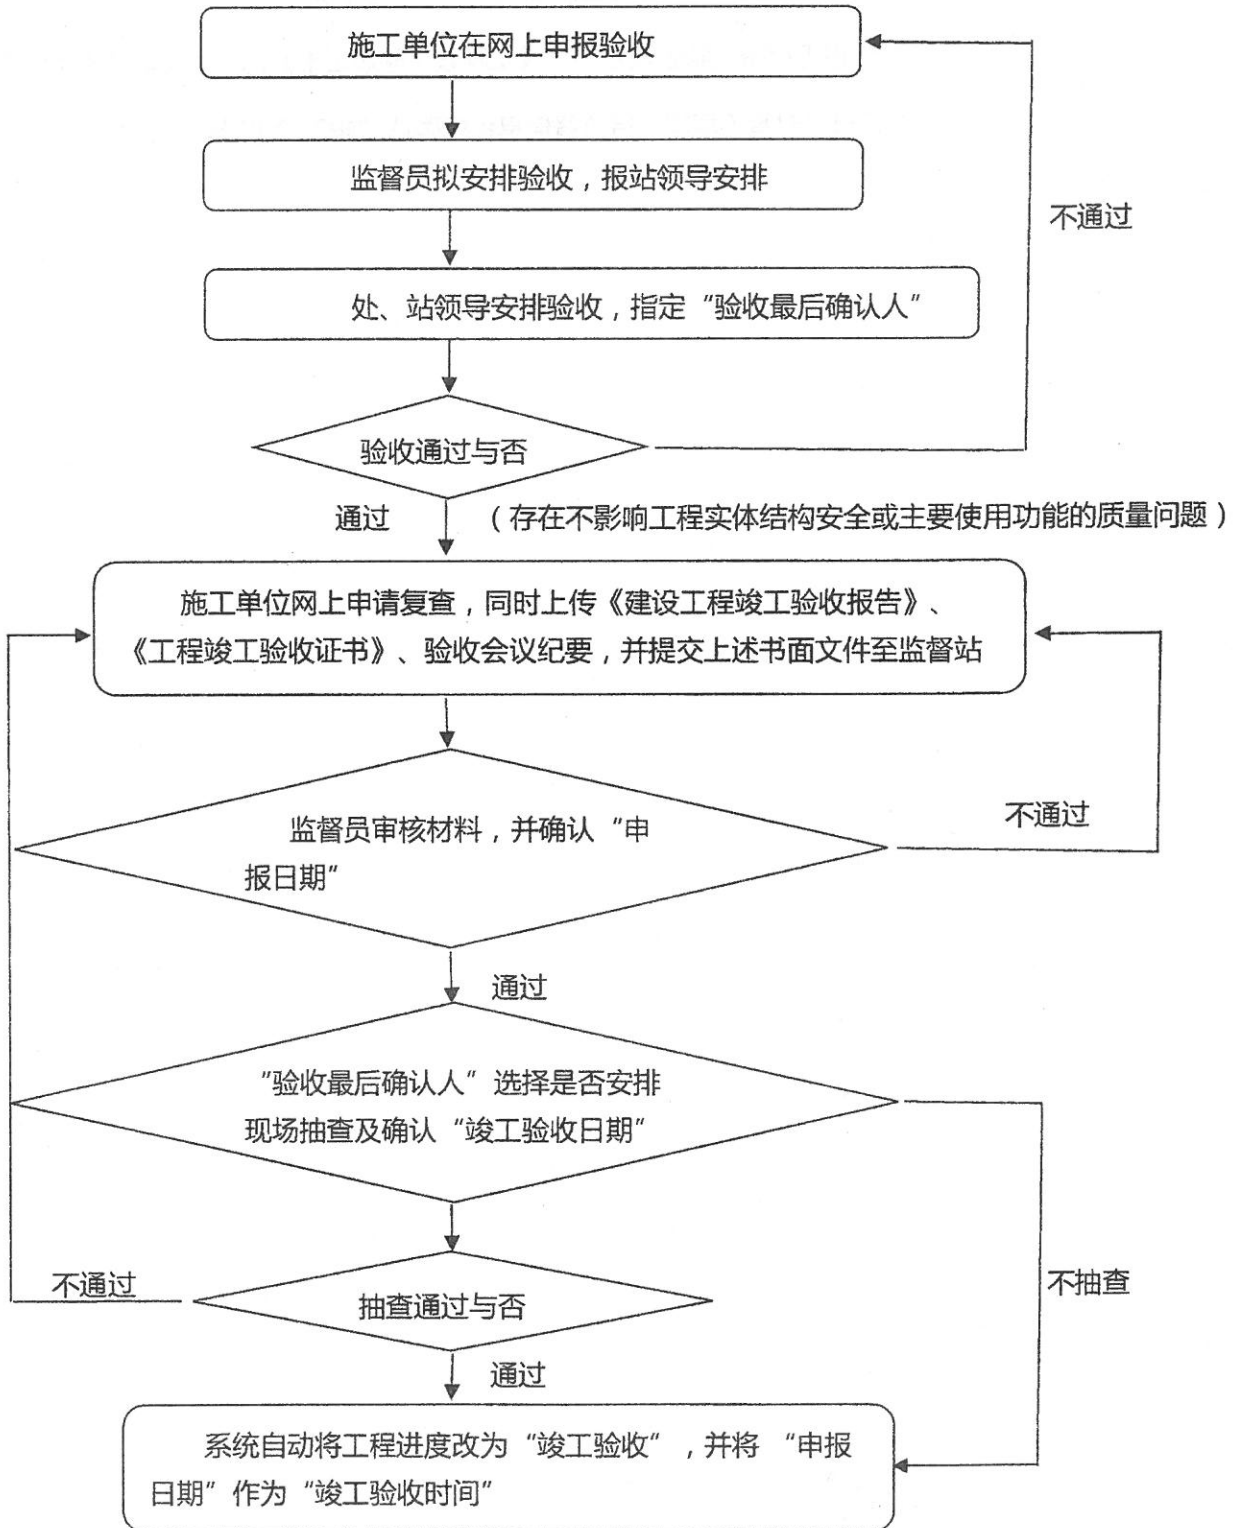 施工单位在网上申报验收
监督员拟安排验收，报站领导安排
不通过
处、站领导安排验收，指定“验收最后确认人”
验收通过与否
通过
（存在不影响工程实体结构安全或主要使用功能的质量问题）
施工单位网上申请复查，同时上传《建设工程竣工验收报告》、
《工程竣工验收证书》、验收会议纪要，并提交上述书面文件至监督站
不通过
监督员审核材料，并确认“申
报日期”
通过
“验收最后确认人”选择是否安排
现场抽查及确认“竣工验收日期”
不通过
不抽查
抽查通过与否
通过
系统自动将工程进度改为“竣工验收”，并将 “申报
日期”作为“竣工验收时间”